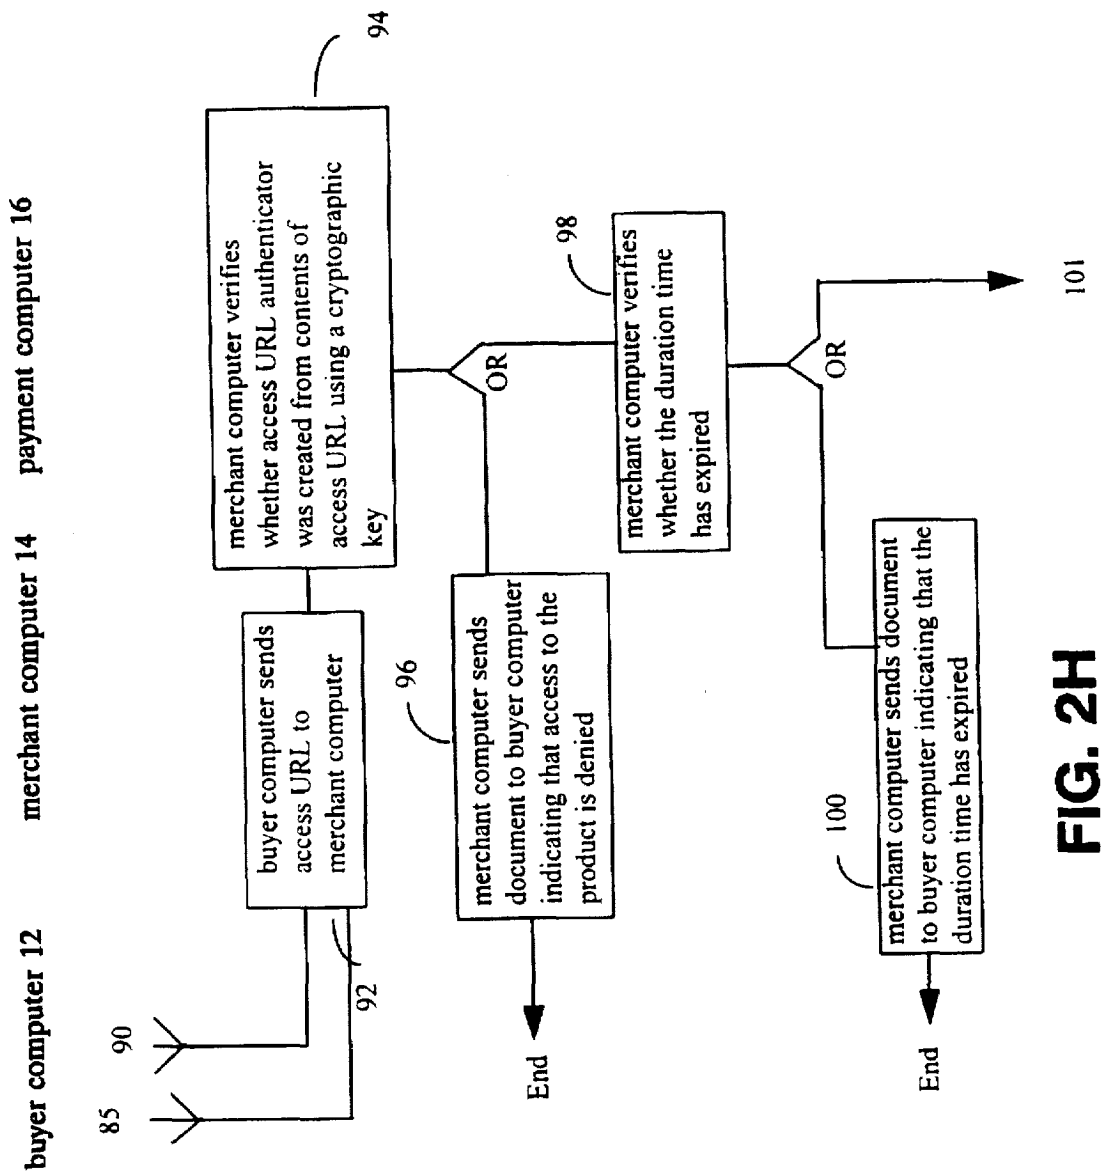 buyer computer 12
merchant computer 14
payment computer 16
85
90
92
buyer computer sends
access URL to
merchant computer
94
merchant computer verifies
whether access URL authenticator
was created from contents of
access URL using a cryptographic
key
OR
96
merchant computer sends
document to buyer computer
indicating that access to the
product is denied
End
98
merchant computer verifies
whether the duration time
has expired
OR
100
merchant computer sends document
to buyer computer indicating that the
duration time has expired
End
101
FIG. 2H